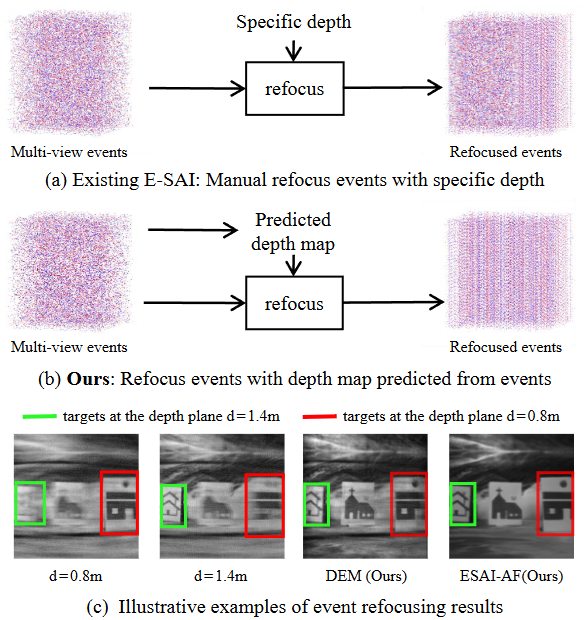 Specific depth
refocus
Multi-view events
Refocused events
(a) Existing E-SAI: Manual refocus events with specific depth
Predicted
depth map
refocus
Multi-view events
Refocused events
(b) Ours: Refocus events with depth map predicted from events
targets at the depth plane d=1.4m
targets at the depth plane d=0.8m
d=0.8m
d=1.4m
DEM (Ours)
ESAI-AF(Ours)
(c) Illustrative examples of event refocusing results